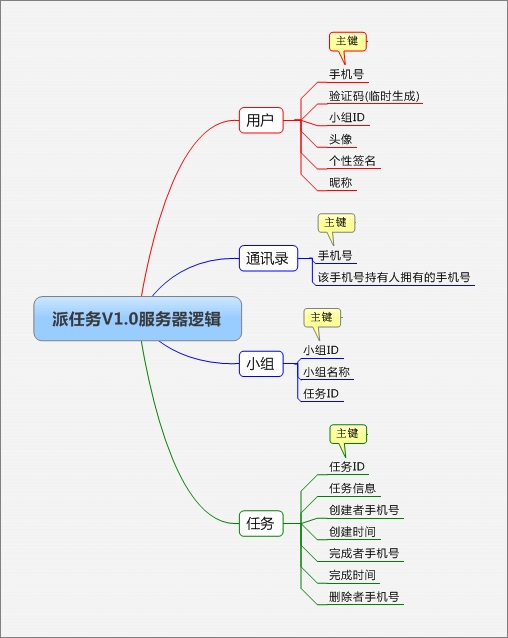 主键
手机号
验证码(临时生成)
用户
小组ID
头像
个性签名
昵称
主键
手机号
通讯录
该手机号持有人拥有的手机号
派任务V1.0服务器逻辑
主键
小组ID
小组
小组名称
任务ID
主键
任务ID
任务信息
创建者手机号
任务
创建时间
完成者手机号
完成时间
删除者手机号